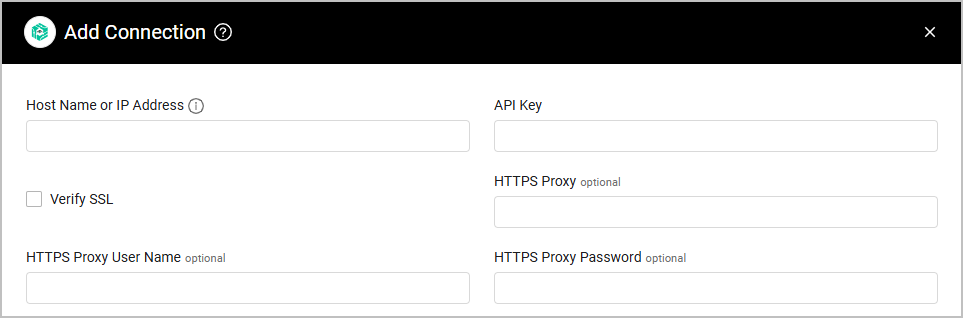 Add Connection
Host Name or IP Address
API Key
Verify SSL
HTTPS Proxy optional
HTTPS Proxy User Name optional
HTTPS Proxy Password optional